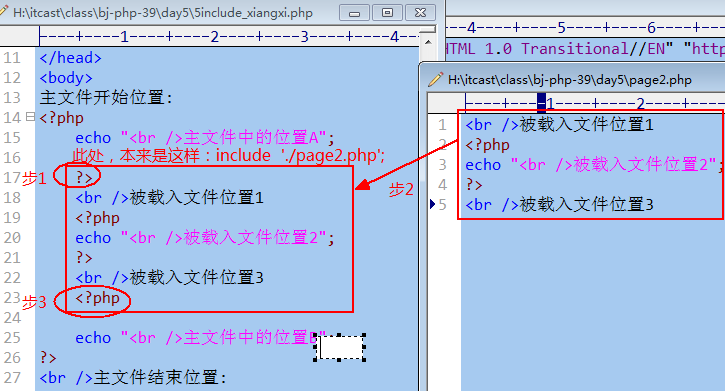 H:\itcast\class\bj-php-39\day5\5include_xiangxi.php
----+----1----+----2----+----3----+----4-
11 </head>
12 <body>
13 主文件开始位置:
14 <?php
15 echo "<br />主文件中的位置A";
16 此处，本来是这样：include './page2.php';
步1
17 ?>
18 <br />被载入文件位置1
19 <?php
20 echo "<br />被载入文件位置2";
21 ?>
22 <br />被载入文件位置3
步3
23 <?php
24
25 echo "<br />主文件中的位置B"
26 ?>
27 <br />主文件结束位置:
步2
-4----+----5----+----6----+----7--
HTML 1.0 Transitional//EN" "http
H:\itcast\class\bj-php-39\day5\page2.php
----+----1----+----2---
1 <br />被载入文件位置1
2 <?php
3 echo "<br />被载入文件位置2";
4 ?>
5 <br />被载入文件位置3